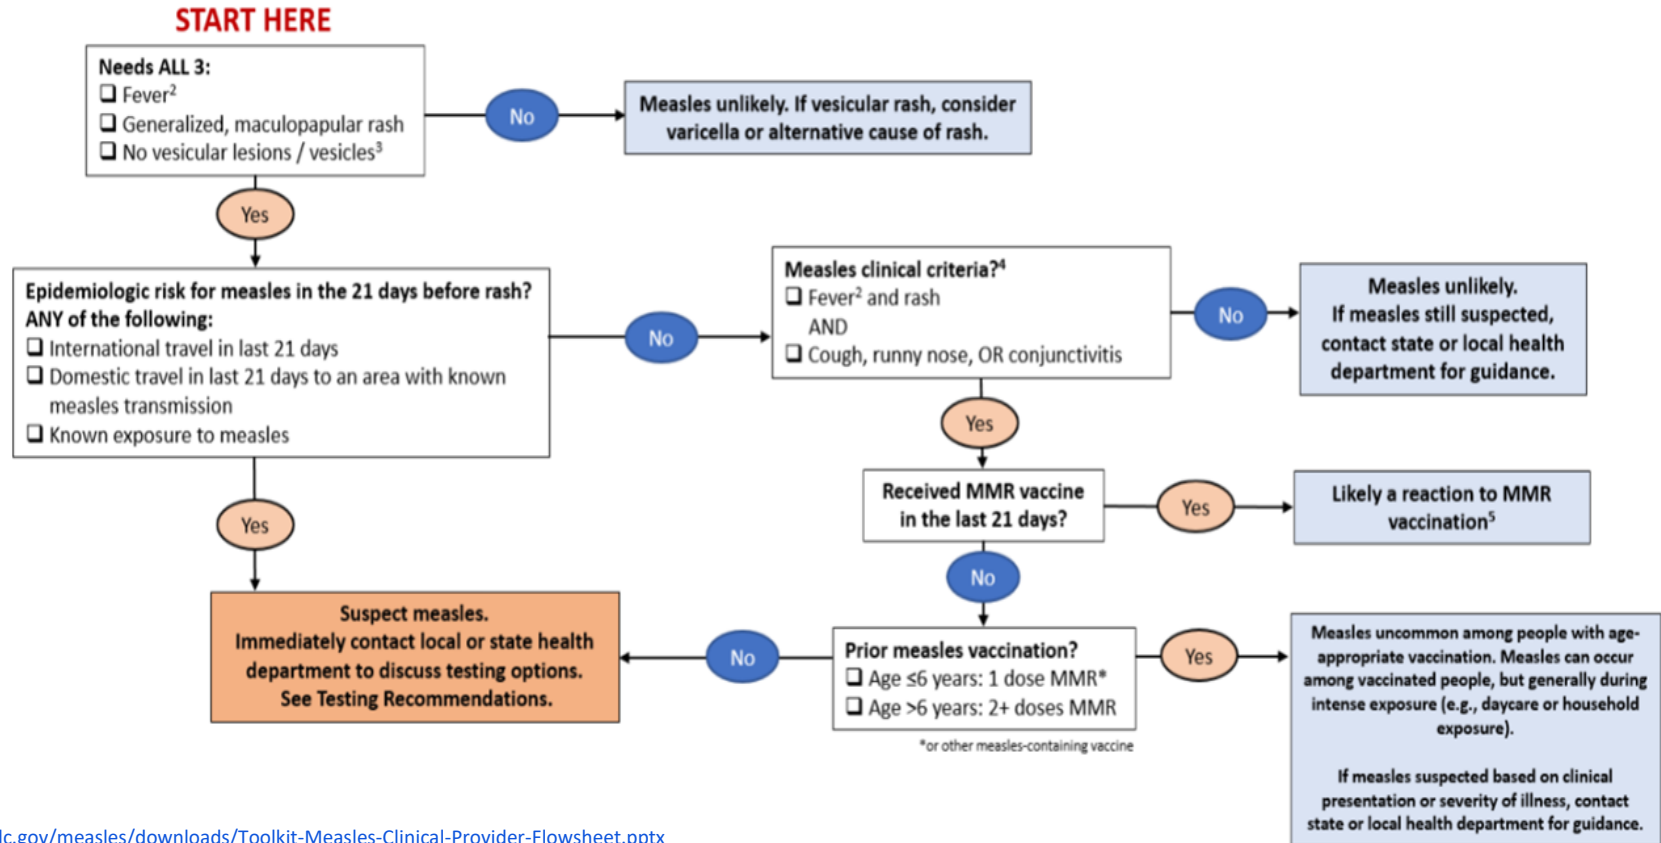 START HERE
Needs ALL 3:
❑ Fever²
❑ Generalized, maculopapular rash
❑ No vesicular lesions / vesicles³
No
Measles unlikely. If vesicular rash, consider
varicella or alternative cause of rash.
Yes
Epidemiologic risk for measles in the 21 days before rash?
ANY of the following:
❑ International travel in last 21 days
❑ Domestic travel in last 21 days to an area with known
measles transmission
❑ Known exposure to measles
No
Measles clinical criteria?⁴
❑ Fever² and rash
AND
❑ Cough, runny nose, OR conjunctivitis
No
Measles unlikely.
If measles still suspected,
contact state or local health
department for guidance.
Yes
Received MMR vaccine
in the last 21 days?
Yes
Likely a reaction to MMR
vaccination⁵
No
Yes
Suspect measles.
Immediately contact local or state health
department to discuss testing options.
See Testing Recommendations.
No
Prior measles vaccination?
❑ Age ≤6 years: 1 dose MMR*
❑ Age >6 years: 2+ doses MMR
*or other measles-containing vaccine
Yes
Measles uncommon among people with age-
appropriate vaccination. Measles can occur
among vaccinated people, but generally during
intense exposure (e.g., daycare or household
exposure).
If measles suspected based on clinical
presentation or severity of illness, contact
state or local health department for guidance.
lc.gov/measles/downloads/Toolkit-Measles-Clinical-Provider-Flowsheet.pptx